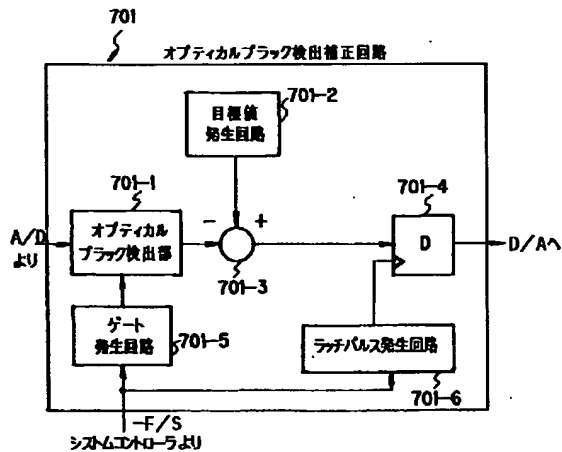 701
オプティカルブラック検出補正回路
701-2
目標値
発生回路
701-1
701-4
A/D
より
オプティカル
ブラック検出部
-
+
D
D/Aへ
701-3
ゲート
発生回路
701-5
ラッチパルス発生回路
701-6
-F/S
システムコントローラより